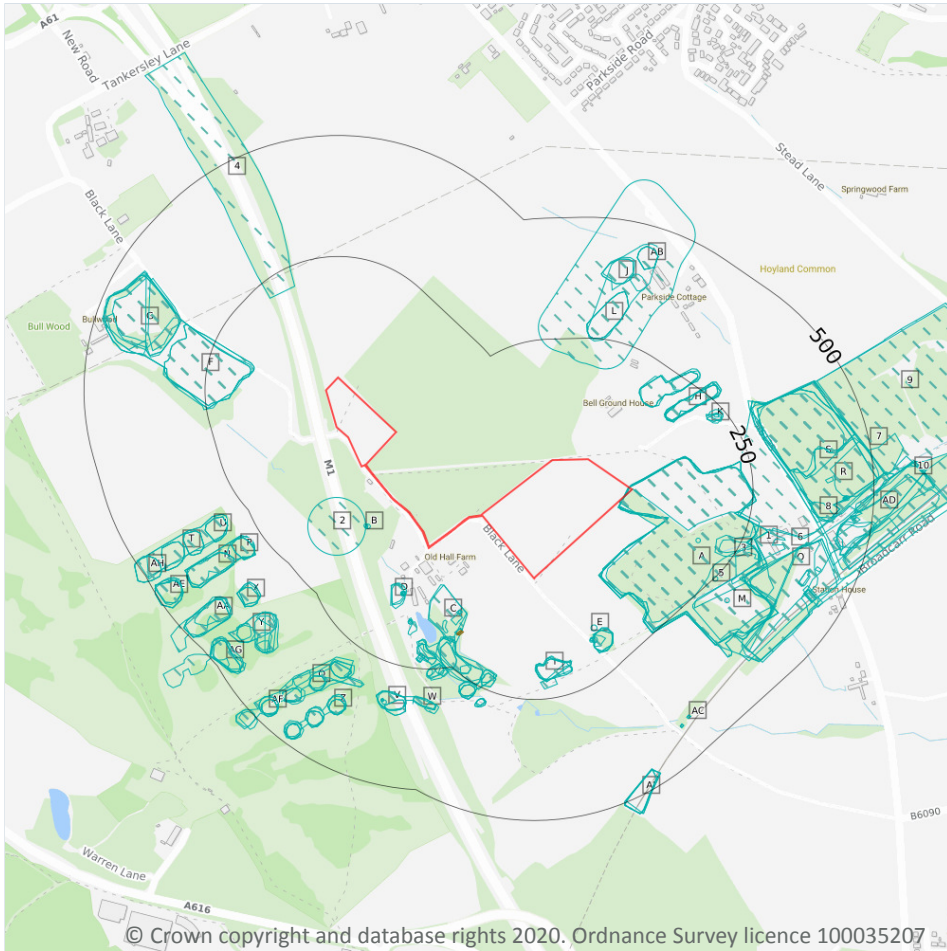 A61
New Road
Tankersley Lane
Parkside Road
4
Stead Lane
Springwood Farm
Black Lane
AB
J
Hoyland Common
Parkside Cottage
L
G
Bull Wood
500
F
9
Bell Ground House
H
K
250
7
M1
R
10
8
AD
2
B
D
1
6
T
P
Black Lane
3
Broadcarr Road
N
Old Hall Farm
A
Q
AH
AE
5
X
O
Station House
M
AA
C
Y
E
AG
I
AF
Z
V
W
AC
A
B6090
Warren Lane
A616
© Crown copyright and database rights 2020. Ordnance Survey licence 100035207